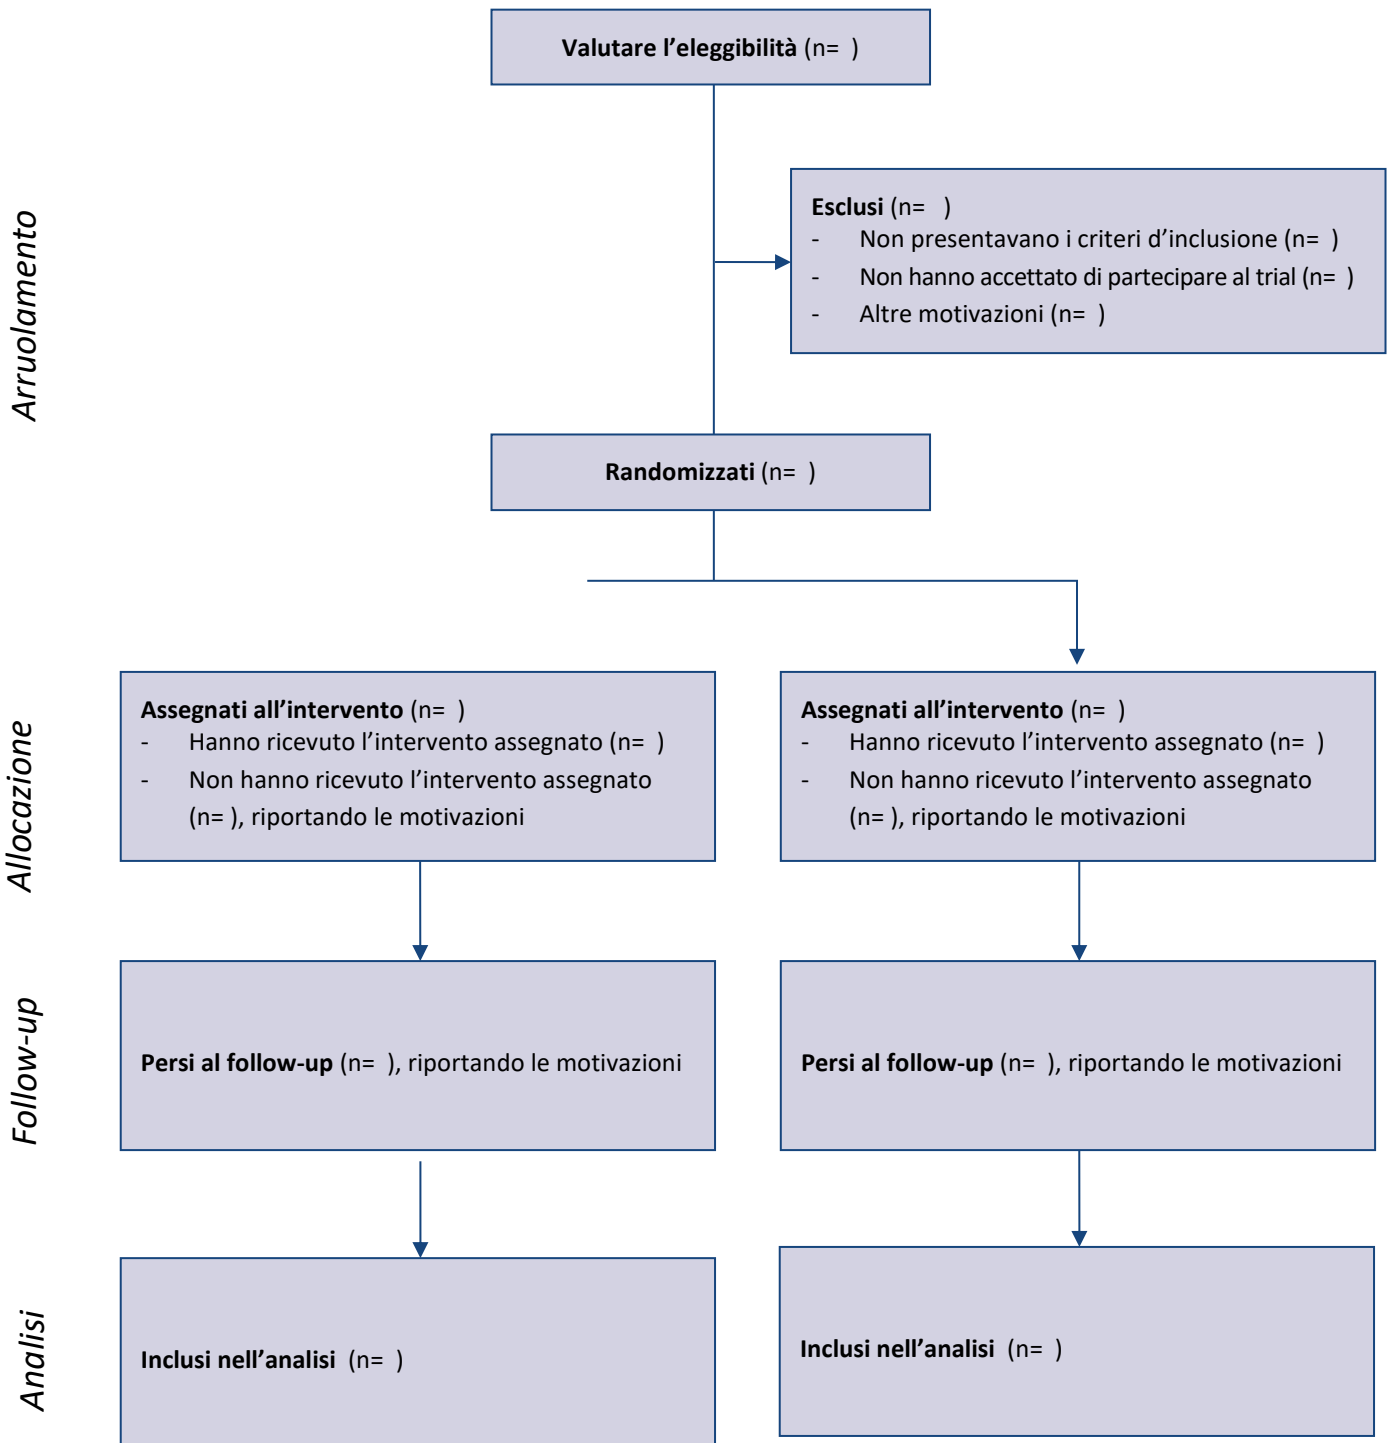 Valutare l’eleggibilità (n=  )
Arruolamento
Esclusi (n=   )
-    Non presentavano i criteri d’inclusione (n=  )
-    Non hanno accettato di partecipare al trial (n=  )
-    Altre motivazioni (n=  )
Randomizzati (n=  )
Allocazione
Assegnati all’intervento (n=  )
-    Hanno ricevuto l’intervento assegnato (n=  )
-    Non hanno ricevuto l’intervento assegnato
(n= ), riportando le motivazioni
Assegnati all’intervento (n=  )
-    Hanno ricevuto l’intervento assegnato (n=  )
-    Non hanno ricevuto l’intervento assegnato
(n= ), riportando le motivazioni
Follow-up
Persi al follow-up (n=  ), riportando le motivazioni
Persi al follow-up (n=  ), riportando le motivazioni
Analisi
Inclusi nell’analisi  (n=  )
Inclusi nell’analisi  (n=  )